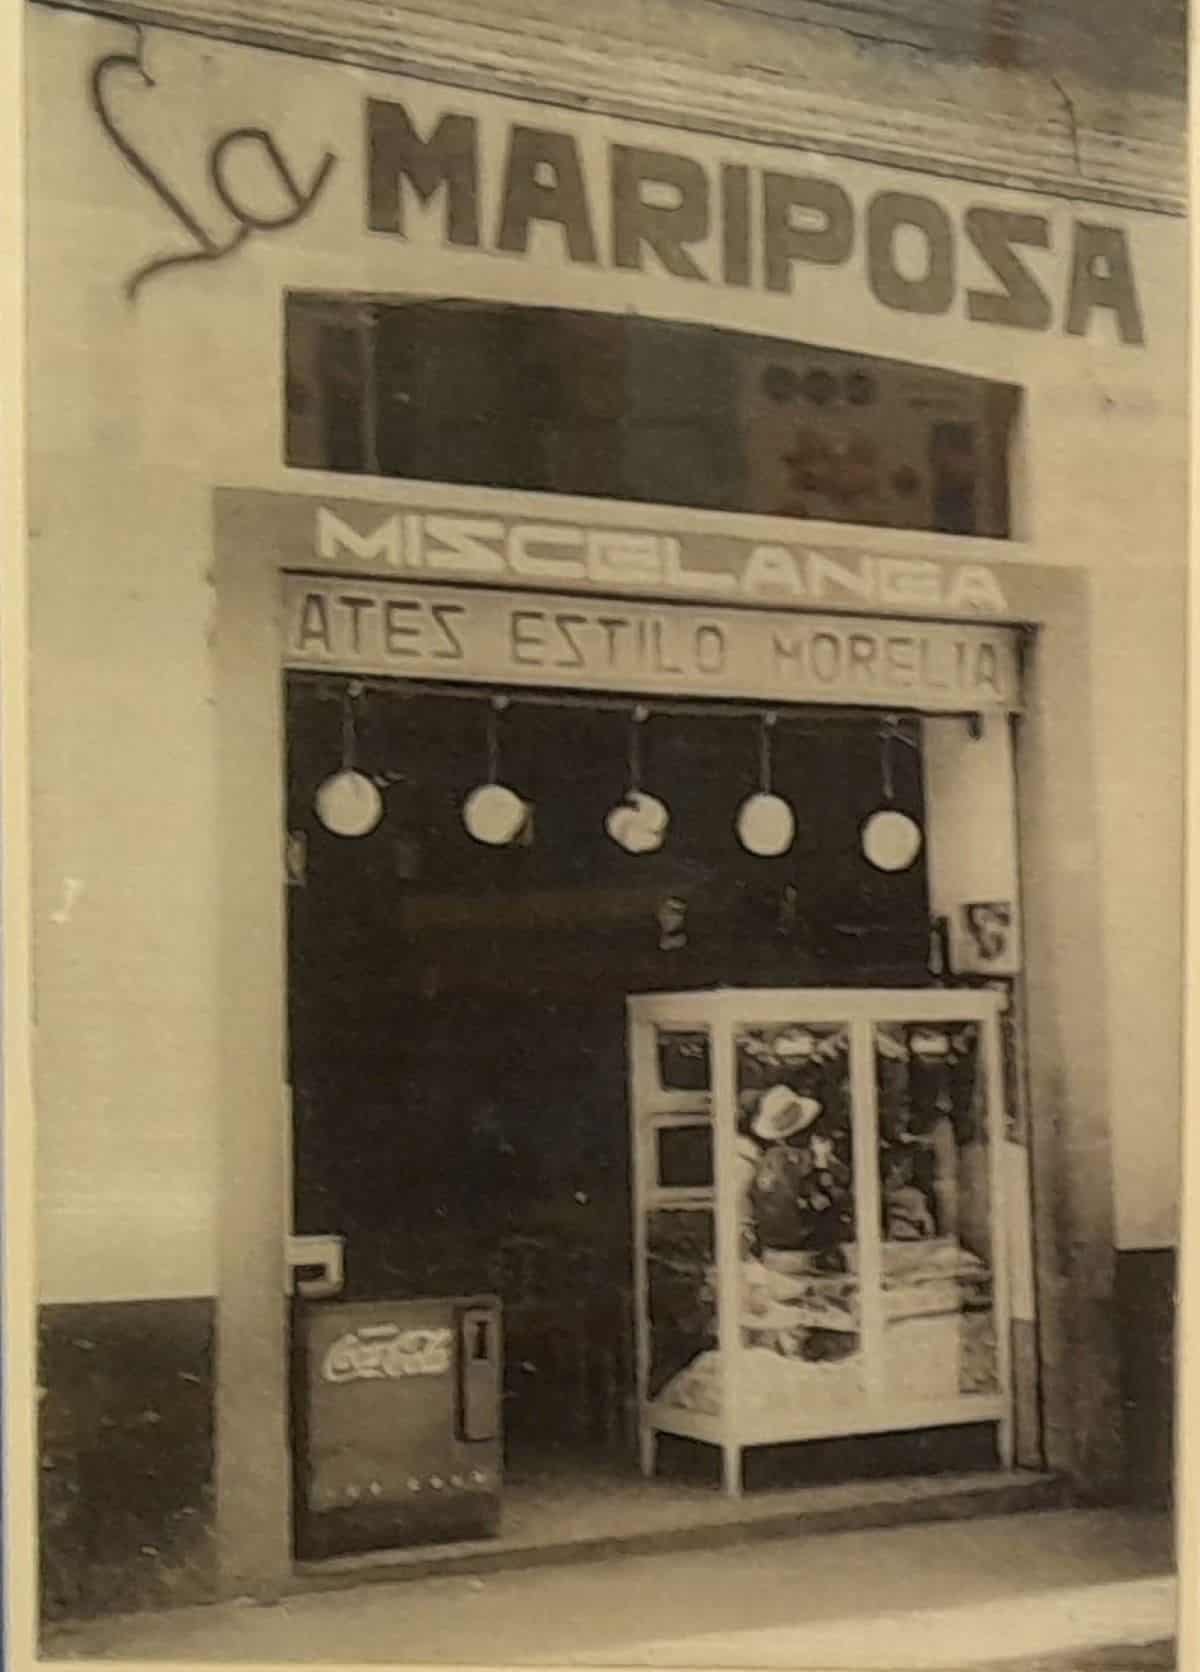 La MARIPOSA
MISCELANEA
ATES ESTILO MORELIA
Coca-Cola